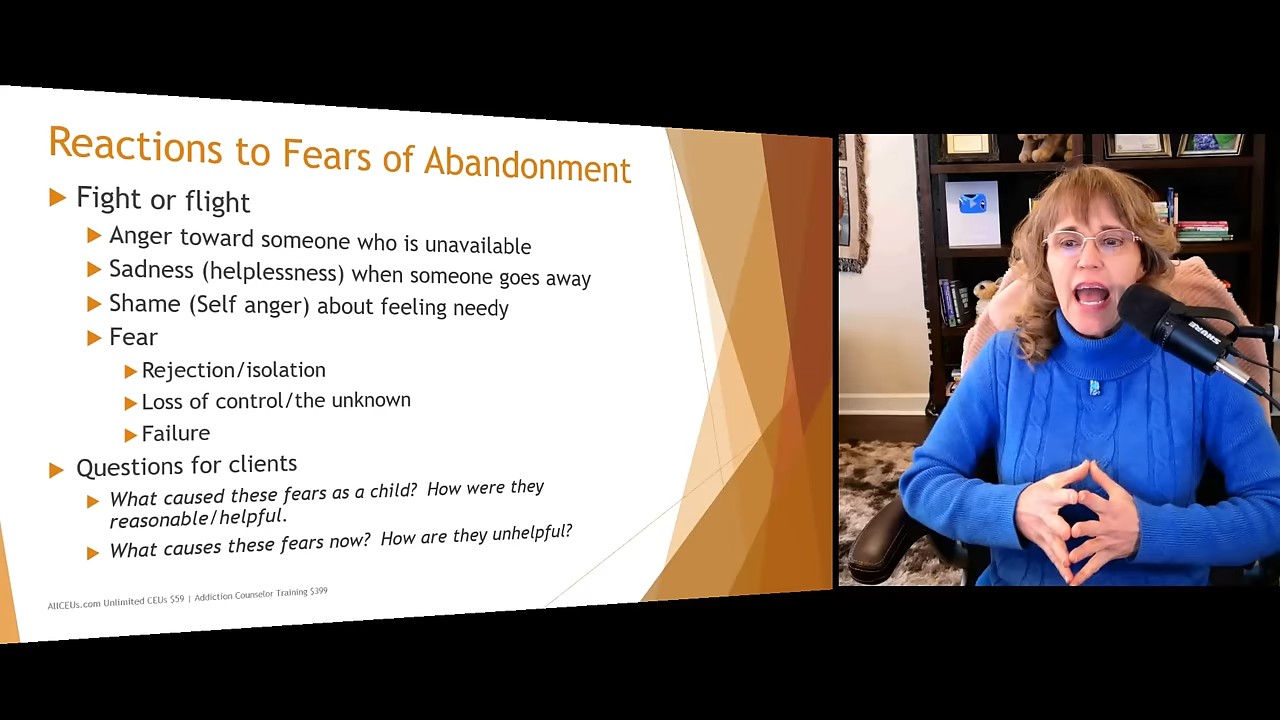 Reactions to Fears of Abandonment
Fight or flight
Anger toward someone who is unavailable
Sadness (helplessness) when someone goes away
Shame (Self anger) about feeling needy
Fear
Rejection/isolation
Loss of control/the unknown
Failure
Questions for clients
What caused these fears as a child? How were they
reasonable/helpful.
What causes these fears now? How are they unhelpful?
AllCEUs.com Unlimited CEUs $59 | Addiction Counselor Training $399
SHURE